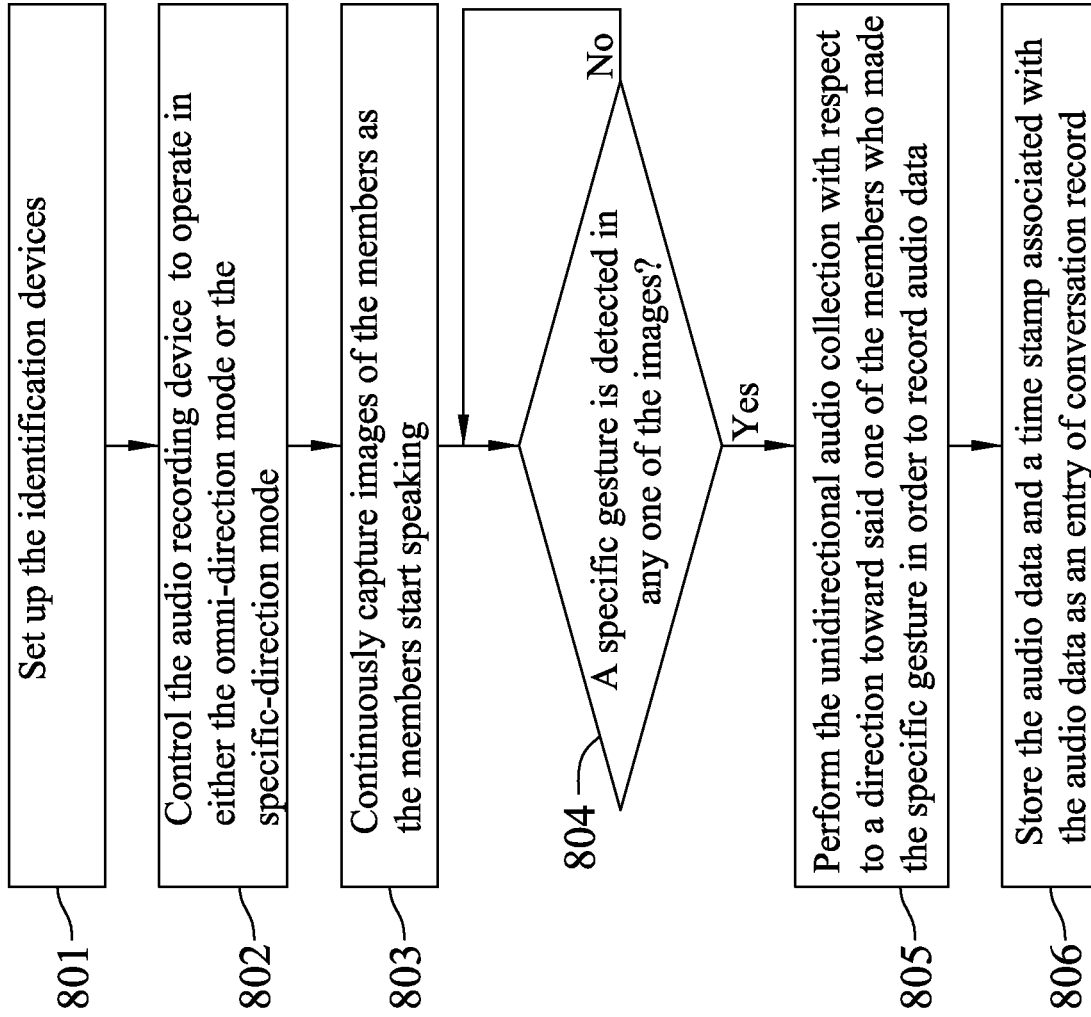 801
Set up the identification devices
802
Control the audio recording device to operate in
either the omni-direction mode or the
specific-direction mode
803
Continuously capture images of the members as
the members start speaking
804
A specific gesture is detected in
any one of the images?
No
Yes
805
Perform the unidirectional audio collection with respect
to a direction toward said one of the members who made
the specific gesture in order to record audio data
806
Store the audio data and a time stamp associated with
the audio data as an entry of conversation record